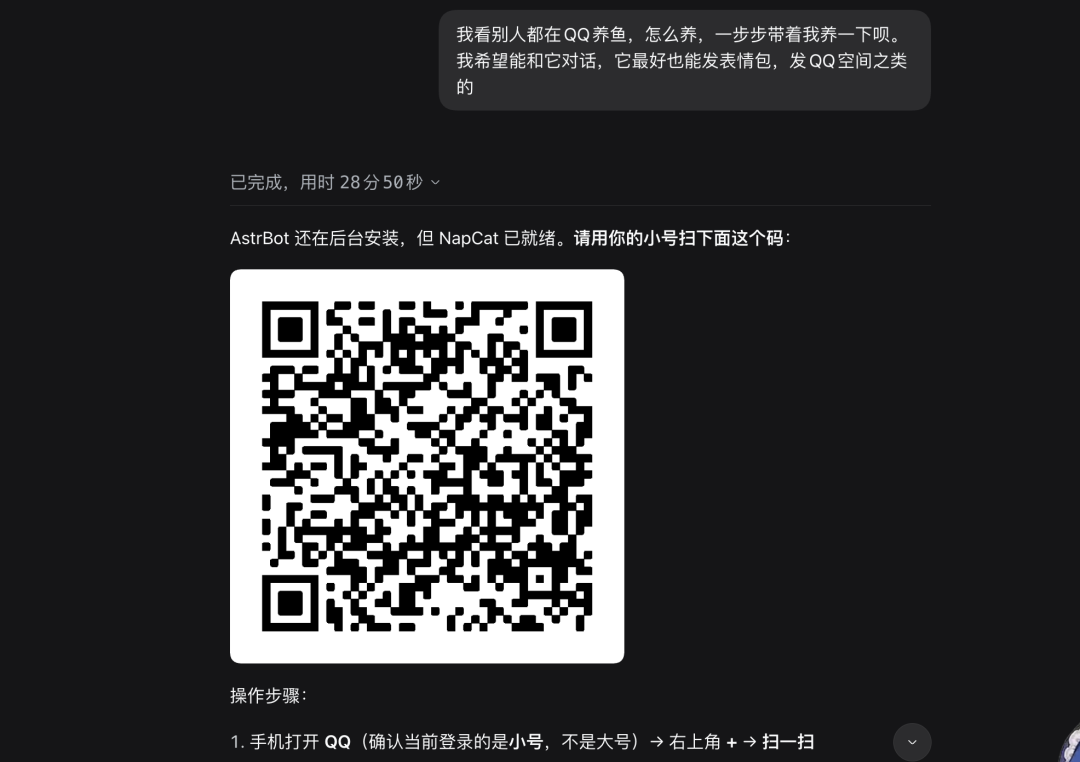 我看别人都在QQ养鱼，怎么养，一步步带着我养一下呗。
我希望能和它对话，它最好也能发表情包，发QQ空间之类
的
已完成，用时 28分50秒
AstrBot 还在后台安装，但 NapCat 已就绪。请用你的小号扫下面这个码：
操作步骤：
1. 手机打开 QQ（确认当前登录的是小号，不是大号）→ 右上角 + → 扫一扫